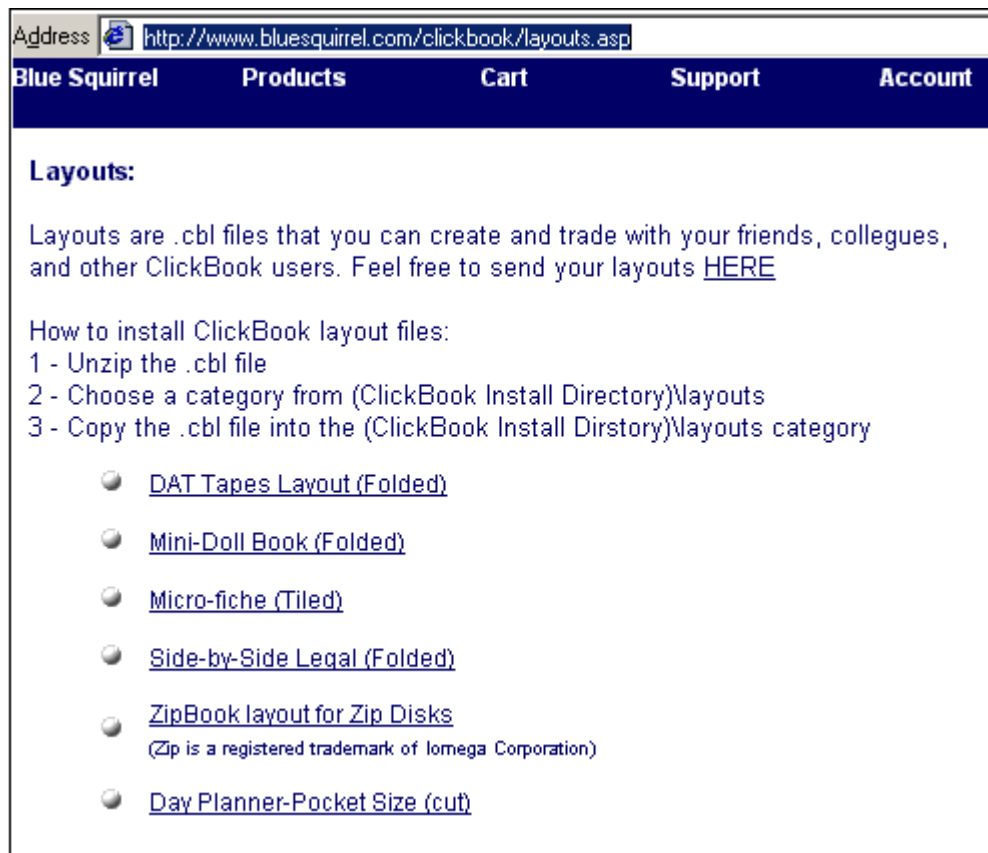 Address http://www.bluesquirrel.com/clickbook/layouts.asp
Blue Squirrel Products Cart Support Account
Layouts:
Layouts are .cbl files that you can create and trade with your friends, collegues,
and other ClickBook users. Feel free to send your layouts HERE
How to install ClickBook layout files:
1 - Unzip the .cbl file
2 - Choose a category from (ClickBook Install Directory)\layouts
3 - Copy the .cbl file into the (ClickBook Install Dirstory)\layouts category
DAT Tapes Layout (Folded)
Mini-Doll Book (Folded)
Micro-fiche (Tiled)
Side-by-Side Legal (Folded)
ZipBook layout for Zip Disks
(Zip is a registered trademark of Iomega Corporation)
Day Planner-Pocket Size (cut)